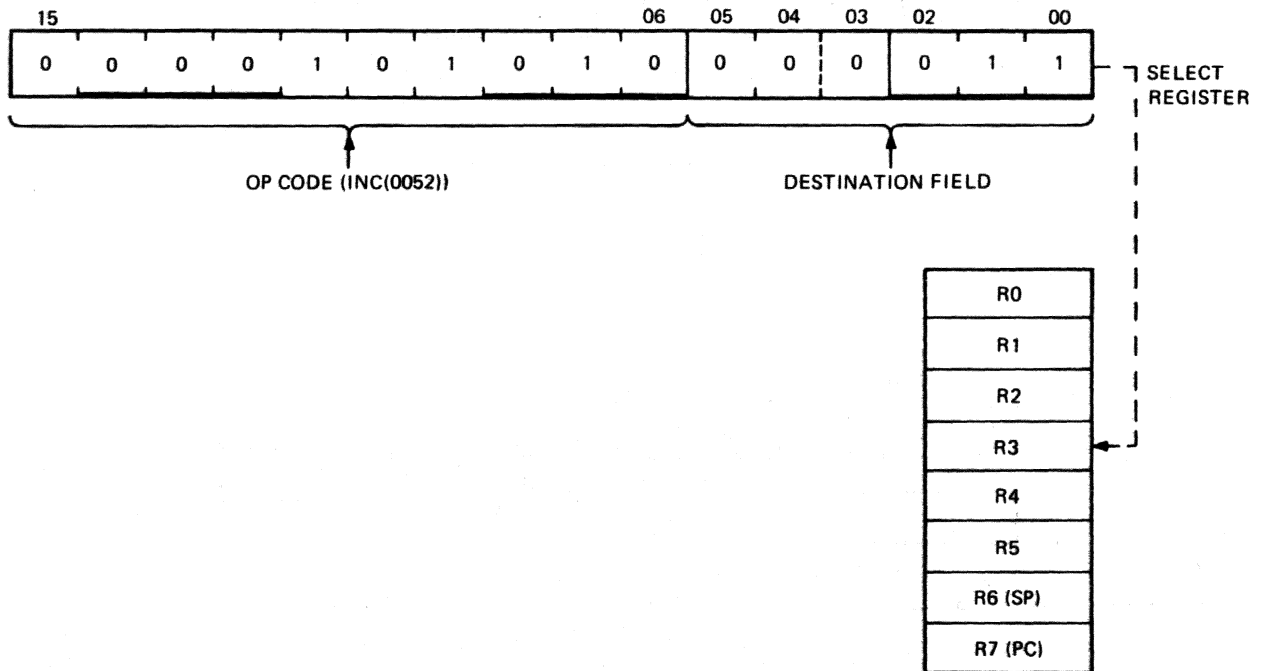 15 06 05 04 03 02 00
0 0 0 0 1 0 1 0 1 0 0 0 0 0 1 1
SELECT
REGISTER
OP CODE (INC(0052))
DESTINATION FIELD
R0
R1
R2
R3
R4
R5
R6 (SP)
R7 (PC)